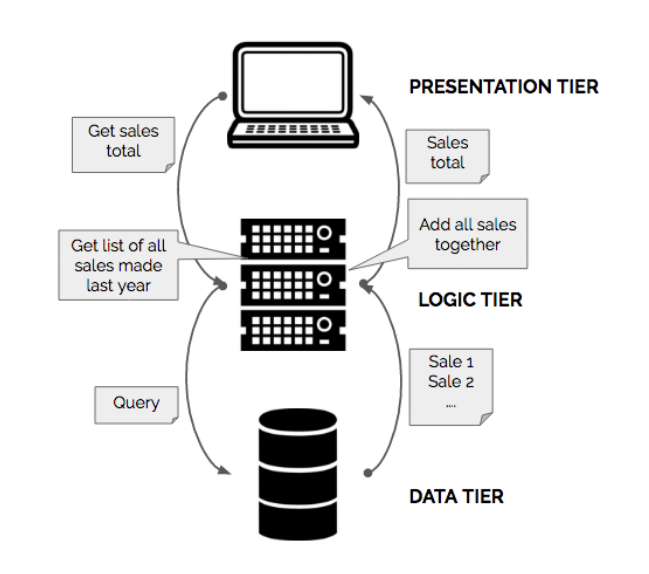 PRESENTATION TIER
Get sales
total
Sales
total
Get list of all
sales made
last year
Add all sales
together
LOGIC TIER
Sale 1
Sale 2
....
Query
DATA TIER